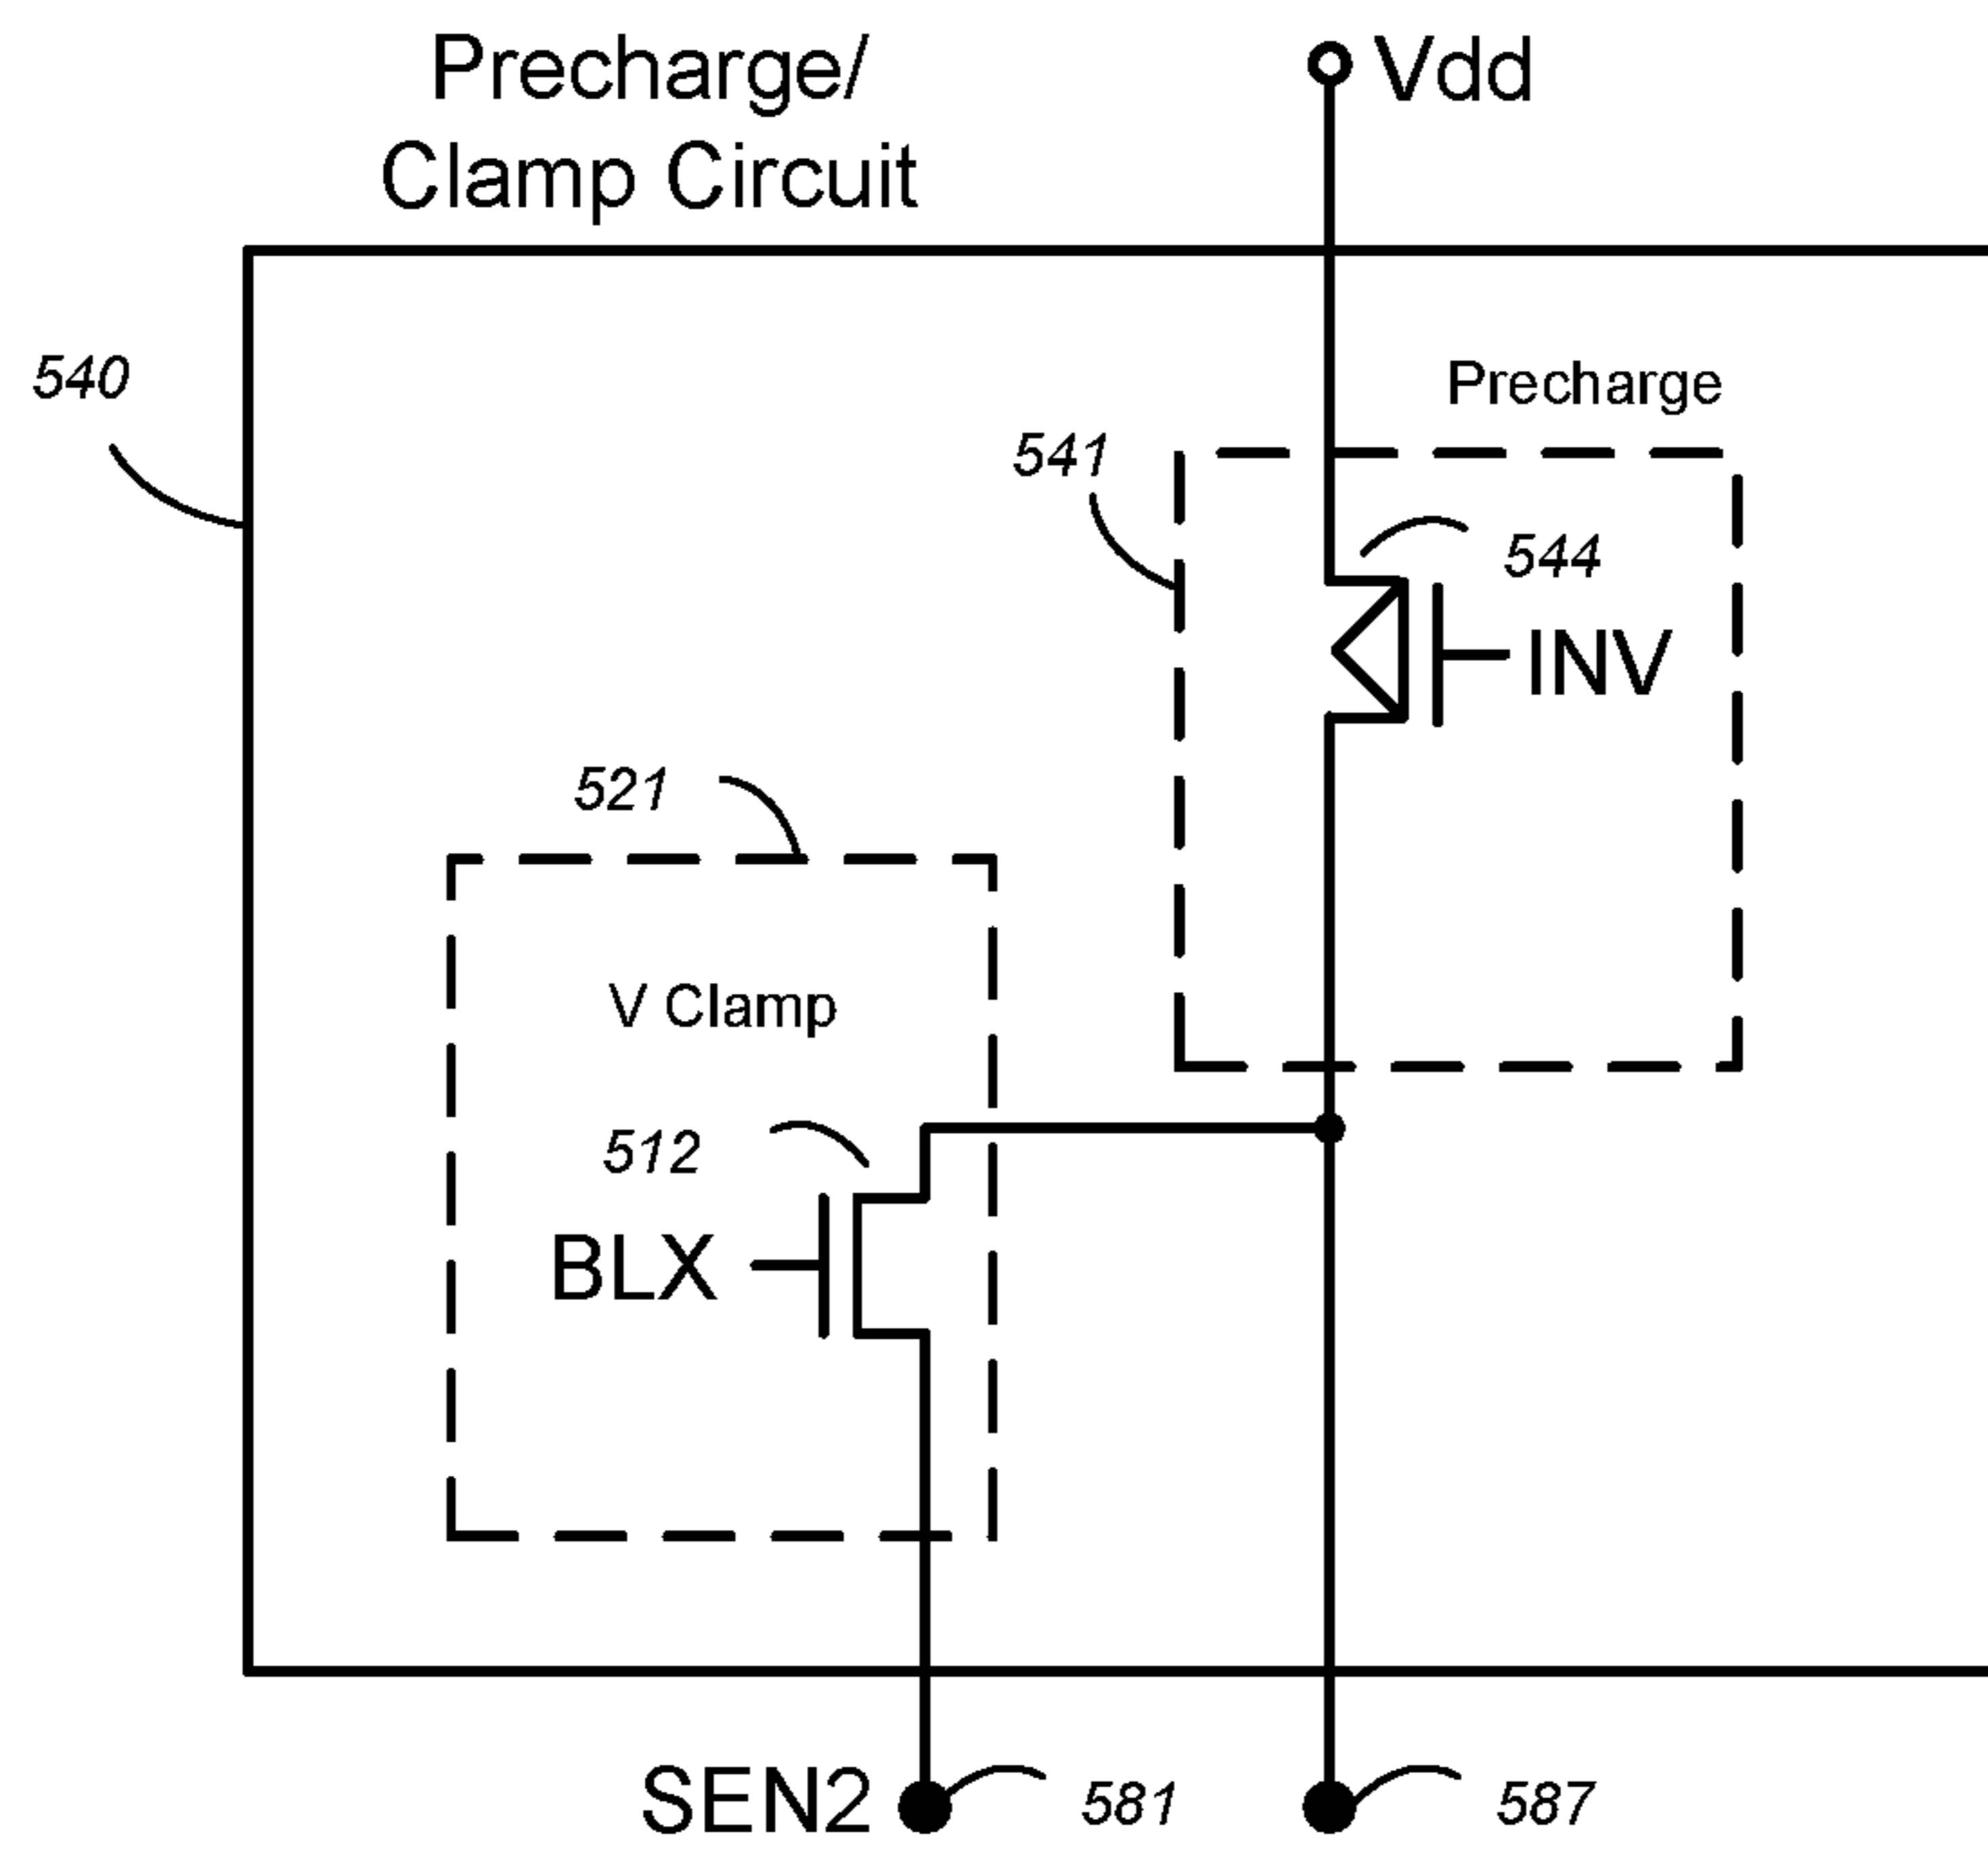 Precharge/
Clamp Circuit
Vdd
540
Precharge
541
544
INV
521
V Clamp
512
BLX
SEN2
581
587